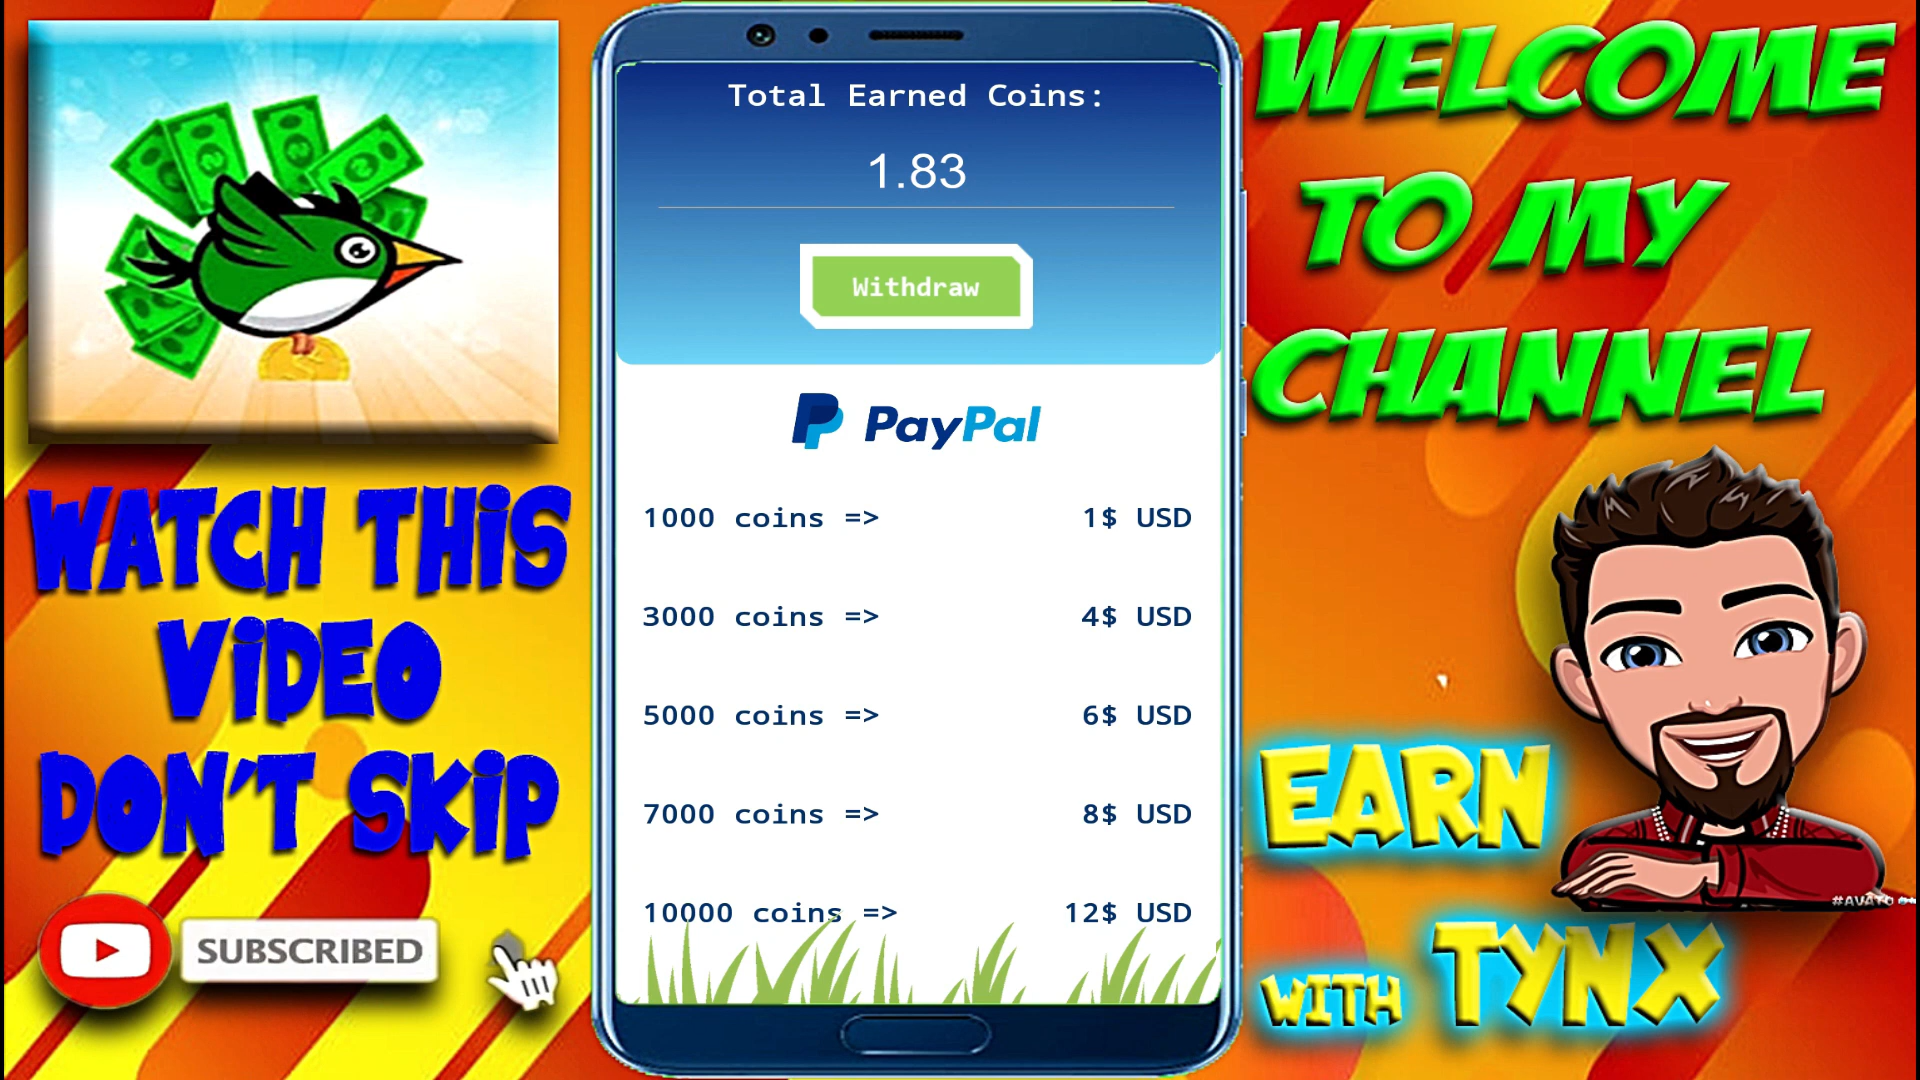 WATCH THIS
VIDEO
DON'T SKIP
SUBSCRIBED
Total Earned Coins:
1.83
Withdraw
PayPal
1000 coins => 1$ USD
3000 coins => 4$ USD
5000 coins => 6$ USD
7000 coins => 8$ USD
10000 coins => 12$ USD
WELCOME
TO MY
CHANNEL
EARN
WITH TYNX